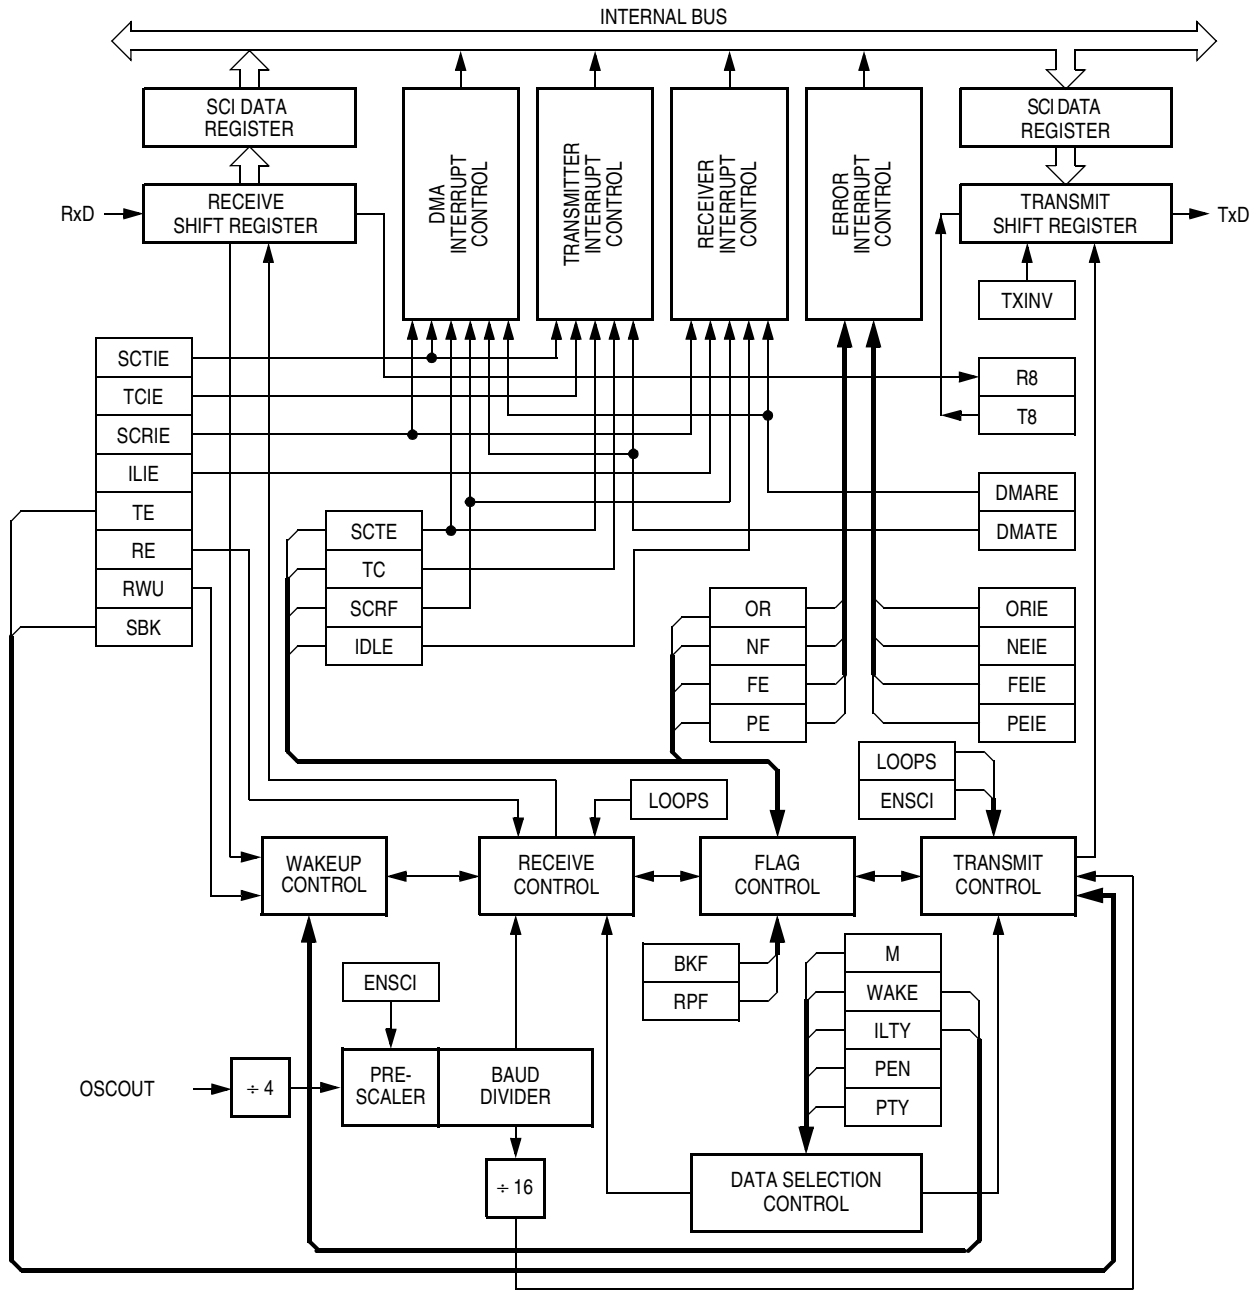 INTERNAL BUS
SCI DATA
REGISTER
SCI DATA
REGISTER
DMA
INTERRUPT
CONTROL
TRANSMITTER
INTERRUPT
CONTROL
RECEIVER
INTERRUPT
CONTROL
ERROR
INTERRUPT
CONTROL
RxD
RECEIVE
SHIFT REGISTER
TRANSMIT
SHIFT REGISTER
TxD
TXINV
SCTIE
TCIE
SCRIE
ILIE
TE
RE
RWU
SBK
R8
T8
DMARE
DMATE
SCTE
TC
SCRF
IDLE
OR
NF
FE
PE
ORIE
NEIE
FEIE
PEIE
LOOPS
ENSCI
LOOPS
WAKEUP
CONTROL
RECEIVE
CONTROL
FLAG
CONTROL
TRANSMIT
CONTROL
BKF
RPF
M
WAKE
ILTY
PEN
PTY
ENSCI
OSCOUT
÷ 4
PRE-
SCALER
BAUD
DIVIDER
÷ 16
DATA SELECTION
CONTROL